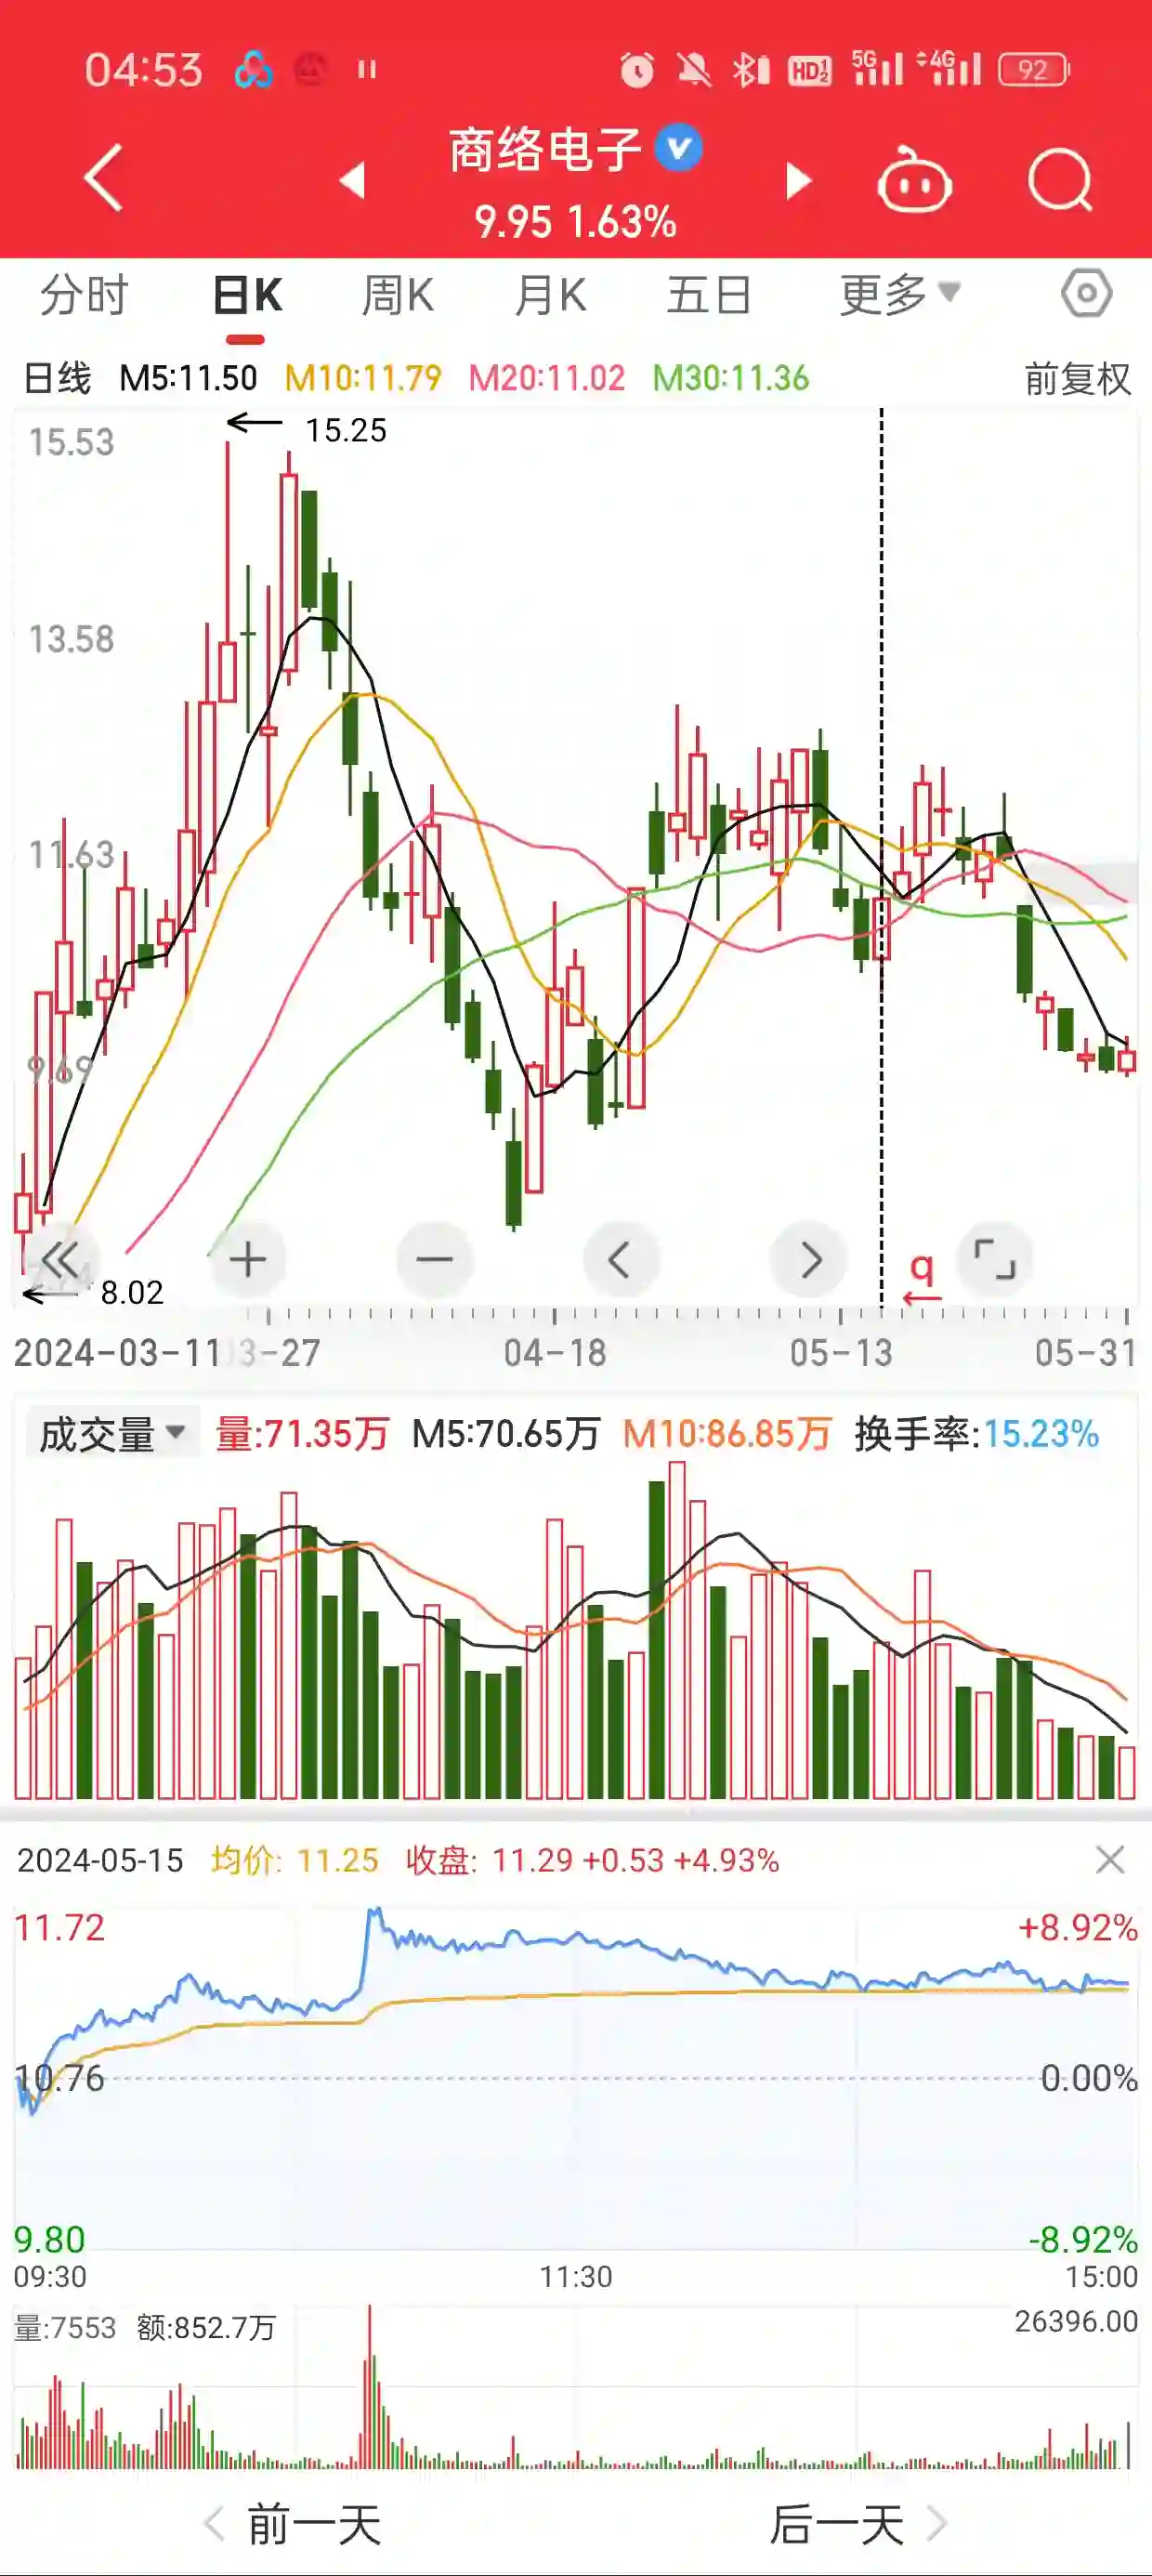 04:53 HD 1 2 5G 4G 92
商络电子
9.95 1.63%
分时 日K 周K 月K 五日 更多
日线 M5:11.50 M10:11.79 M20:11.02 M30:11.36 前复权
15.53
15.25
13.58
11.63
9.69
q
8.02
2024-03-11 3-27 04-18 05-13 05-31
成交量 量:71.35万 M5:70.65万 M10:86.85万 换手率:15.23%
2024-05-15 均价: 11.25 收盘: 11.29 +0.53 +4.93%
11.72 +8.92%
10.76 0.00%
9.80 -8.92%
09:30 11:30 15:00
量:7553 额:852.7万 26396.00
前一天 后一天